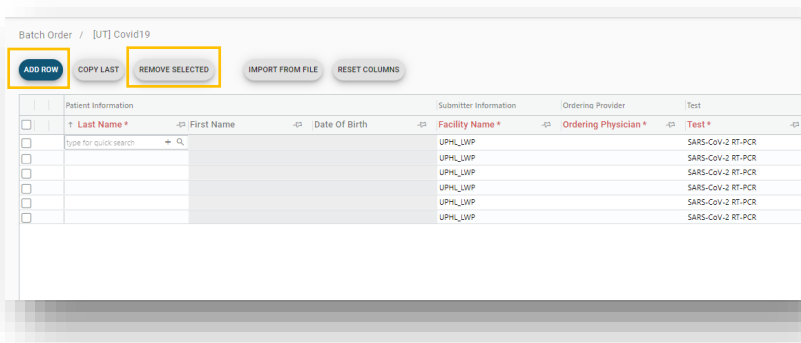 Batch Order / [UT] Covid19
ADD ROW COPY LAST REMOVE SELECTED IMPORT FROM FILE RESET COLUMNS
Patient Information Submitter Information Ordering Provider Test
↑ Last Name * First Name Date Of Birth Facility Name * Ordering Physician * Test *
type for quick search + UPHL_LWP SARS-CoV-2 RT-PCR
UPHL_LWP SARS-CoV-2 RT-PCR
UPHL_LWP SARS-CoV-2 RT-PCR
UPHL_LWP SARS-CoV-2 RT-PCR
UPHL_LWP SARS-CoV-2 RT-PCR
UPHL_LWP SARS-CoV-2 RT-PCR